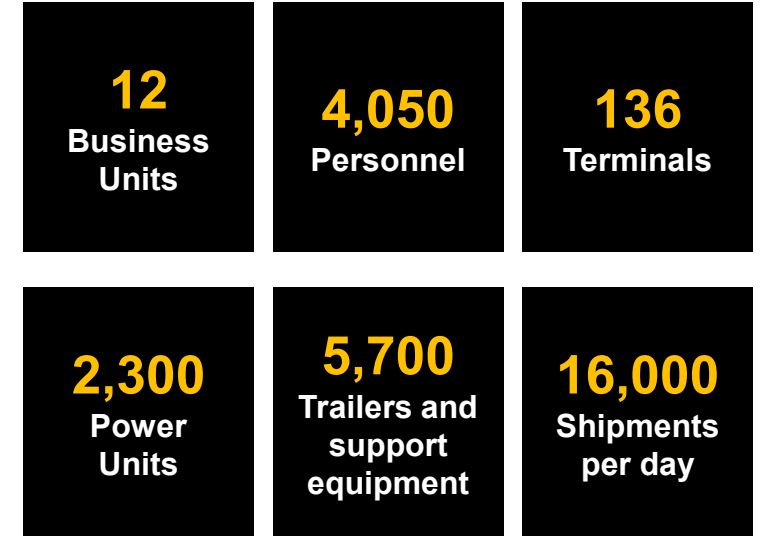 12
Business
Units
4,050
Personnel
136
Terminals
2,300
Power
Units
5,700
Trailers and
support
equipment
16,000
Shipments
per day